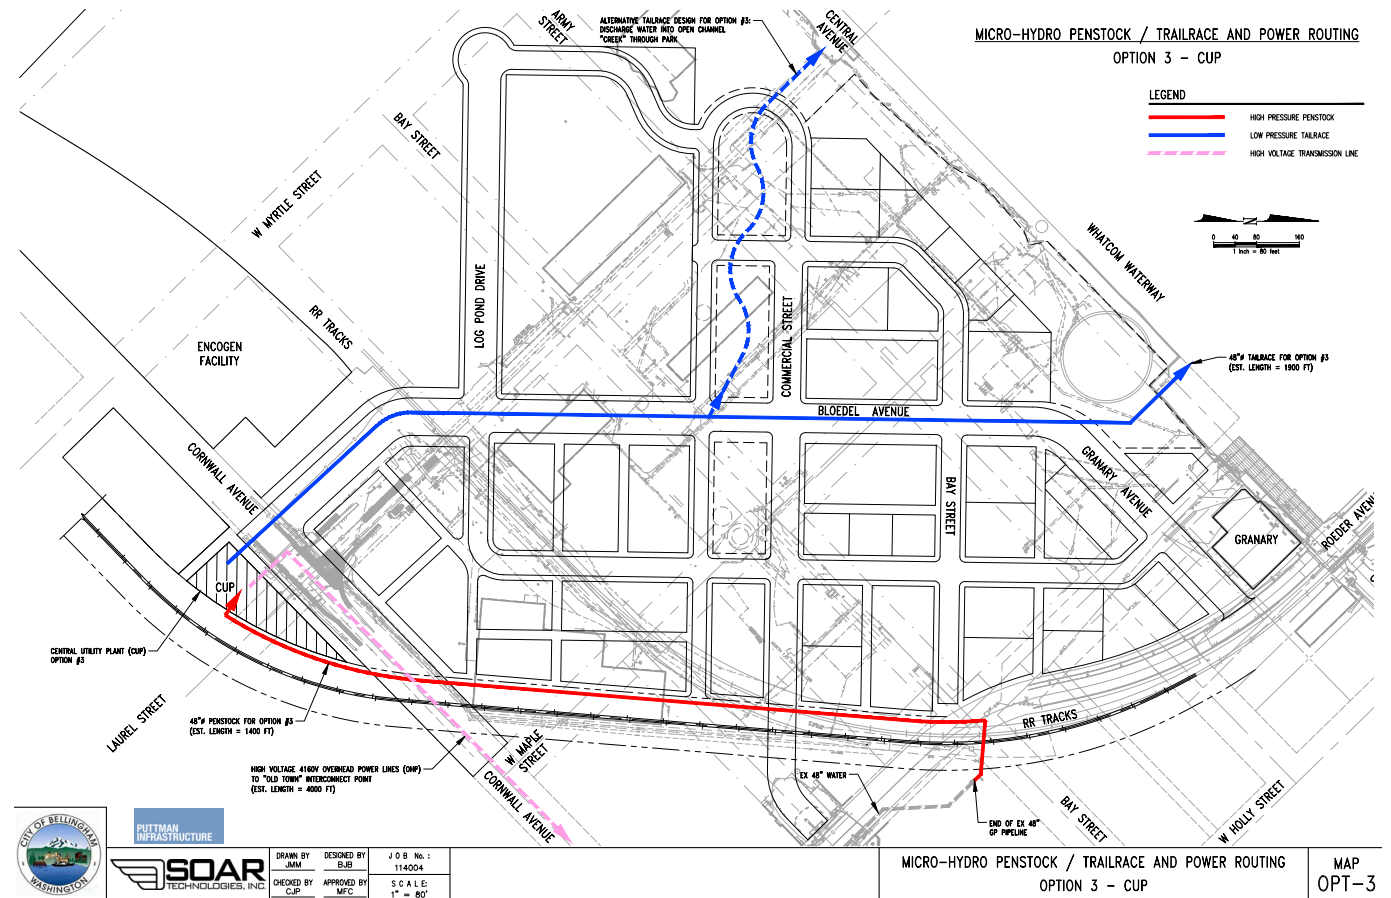 ARMY
STREET
ALTERNATIVE TAILRACE DESIGN FOR OPTION #3:
DISCHARGE WATER INTO OPEN CHANNEL
"CREEK" THROUGH PARK
CENTRAL
AVENUE
MICRO-HYDRO PENSTOCK / TAILRACE AND POWER ROUTING
OPTION 3 - CUP
LEGEND
HIGH PRESSURE PENSTOCK
LOW PRESSURE TAILRACE
HIGH VOLTAGE TRANSMISSION LINE
N
0 40 80 160
1 inch = 80 feet
BAY STREET
W MYRTLE STREET
LOG POND DRIVE
RR TRACKS
ENCOGEN
FACILITY
COMMERCIAL STREET
WHATCOM WATERWAY
48"ø TAILRACE FOR OPTION #3
(EST. LENGTH = 1900 FT)
BLOEDEL AVENUE
CORNWALL AVENUE
GRANARY AVENUE
BAY STREET
GRANARY
ROEDER AVENUE
CUP
CENTRAL UTILITY PLANT (CUP)
OPTION #3
LAUREL STREET
48"ø PENSTOCK FOR OPTION #3
(EST. LENGTH = 1400 FT)
HIGH VOLTAGE 4160V OVERHEAD POWER LINES (OHP)
TO "OLD TOWN" INTERCONNECT POINT
(EST. LENGTH = 4000 FT)
W MAPLE
STREET
CORNWALL AVENUE
RR TRACKS
EX 48" WATER
END OF EX 48"
GP PIPELINE
BAY STREET
W HOLLY STREET
CITY OF BELLINGHAM
WASHINGTON
PUTTMAN
INFRASTRUCTURE
SOAR
TECHNOLOGIES, INC.
DRAWN BY
JMM
DESIGNED BY
BJB
JOB No.:
114004
CHECKED BY
CJP
APPROVED BY
MFC
SCALE:
1" = 80'
MICRO-HYDRO PENSTOCK / TAILRACE AND POWER ROUTING
OPTION 3 - CUP
MAP
OPT-3